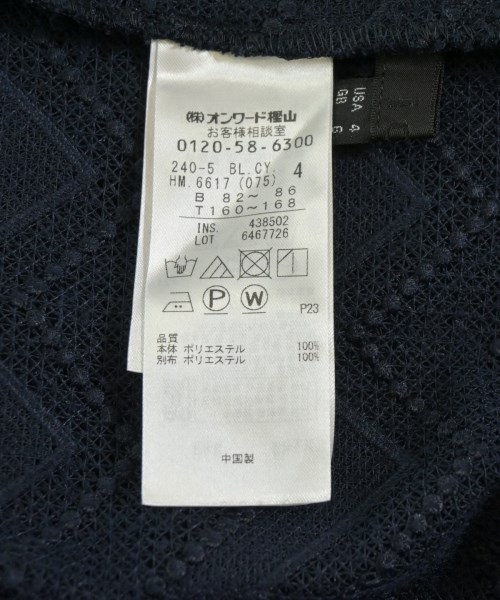 (株)オンワード樫山
お客様相談室
0120-58-6300
240-5 BL.CY. 4
HM.6617 (075)
B 82～ 86
T160～168
INS. 438502
LOT 6467726
P W
P23
品質
本体 ポリエステル 100%
別布 ポリエステル 100%
中国製
USA 4
GB 6